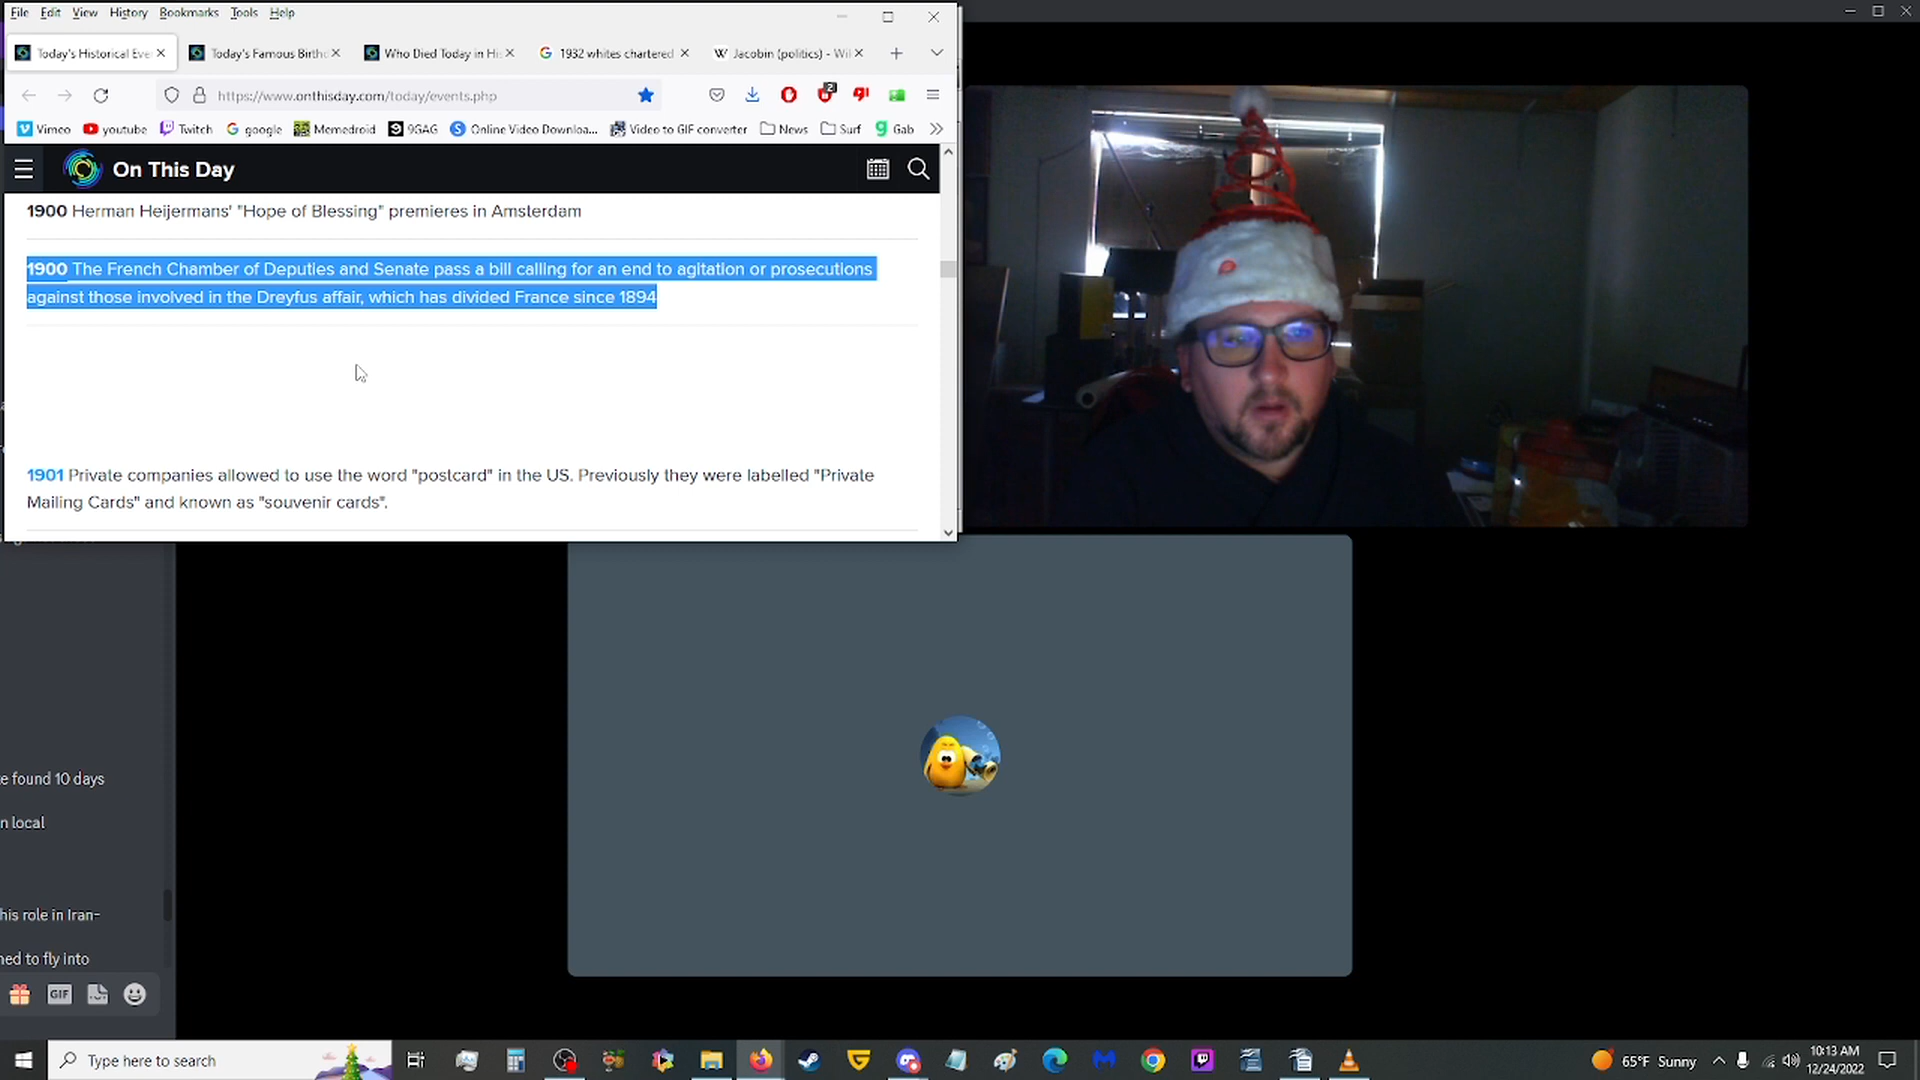 File Edit View History Bookmarks Tools Help
Today's Historical Eve
Today's Famous Birthd
Who Died Today in His
1932 whites chartered
Jacobin (politics) - Wik
https://www.onthisday.com/today/events.php
2
Vimeo youtube Twitch google Memedroid 9GAG Online Video Downloa... Video to GIF converter News Surf Gab
On This Day
1900 Herman Heijermans' "Hope of Blessing" premieres in Amsterdam
1900 The French Chamber of Deputies and Senate pass a bill calling for an end to agitation or prosecutions
against those involved in the Dreyfus affair, which has divided France since 1894
1901 Private companies allowed to use the word "postcard" in the US. Previously they were labelled "Private
Mailing Cards" and known as "souvenir cards".
e found 10 days
n local
his role in Iran-
ned to fly into
GIF
Type here to search
65°F Sunny
10:13 AM
12/24/2022